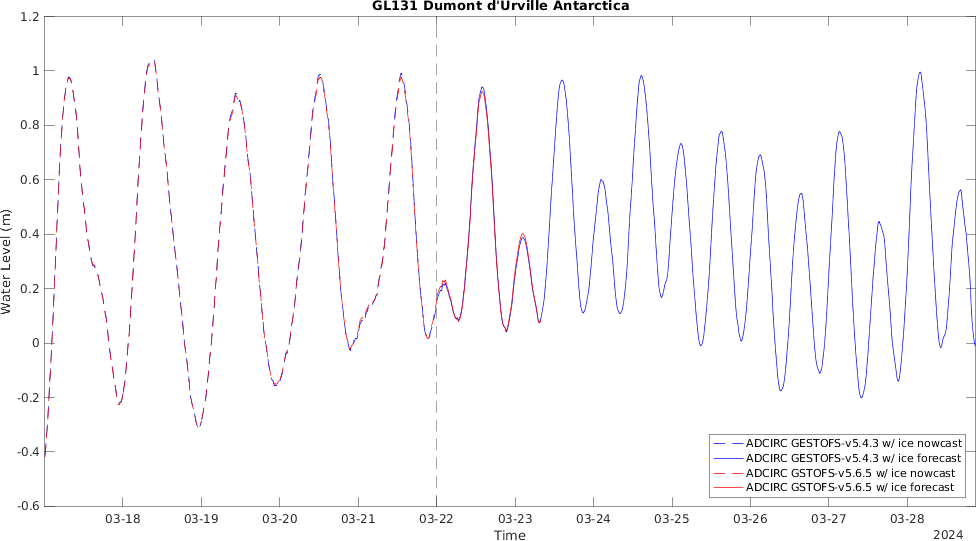 GL131 Dumont d'Urville Antarctica
1.2
1
0.8
0.6
0.4
0.2
0
-0.2
-0.4
-0.6
Water Level (m)
03-18 03-19 03-20 03-21 03-22 03-23 03-24 03-25 03-26 03-27 03-28
Time
2024
ADCIRC GESTOFS-v5.4.3 w/ ice nowcast
ADCIRC GESTOFS-v5.4.3 w/ ice forecast
ADCIRC GSTOFS-v5.6.5 w/ ice nowcast
ADCIRC GSTOFS-v5.6.5 w/ ice forecast